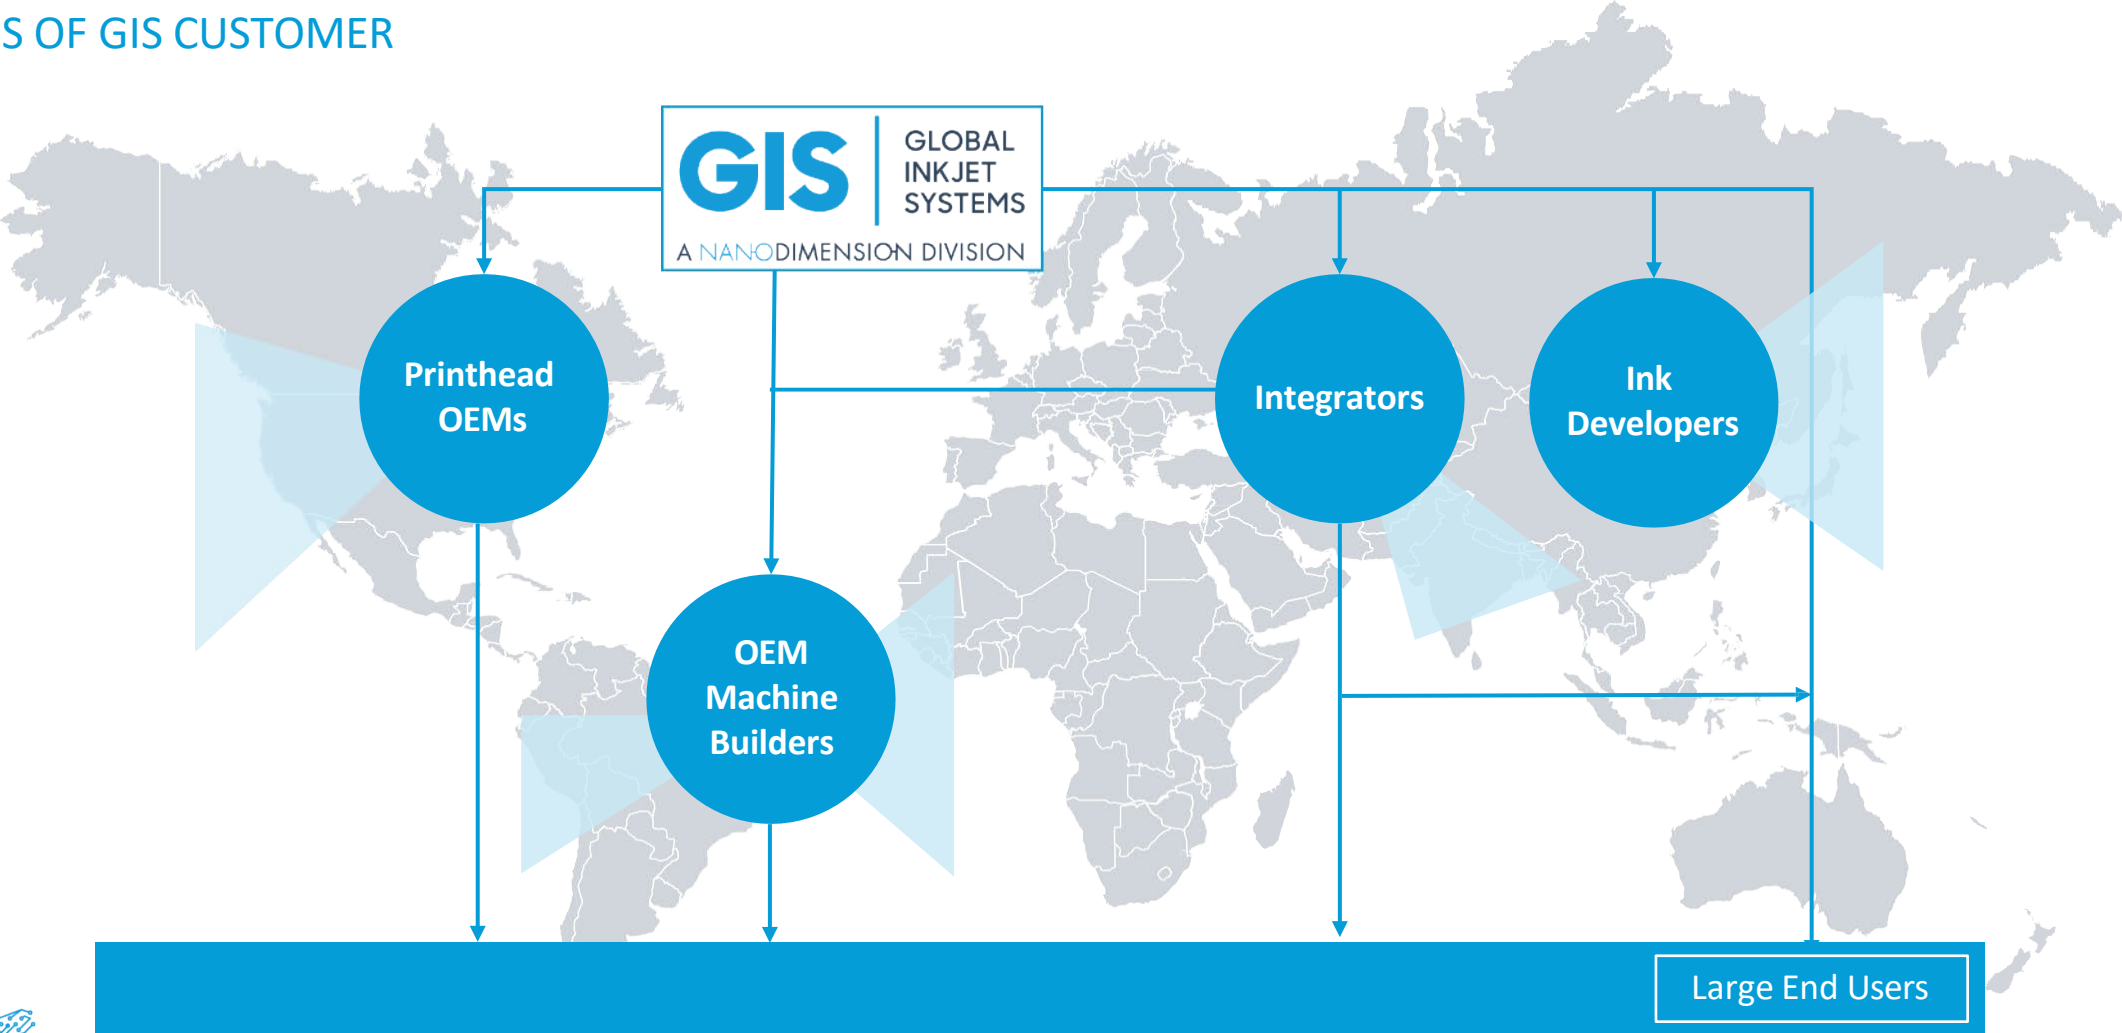 S OF GIS CUSTOMER
GIS
GLOBAL
INKJET
SYSTEMS
A NANODIMENSION DIVISION
Printhead
OEMs
Integrators
Ink
Developers
OEM
Machine
Builders
Large End Users